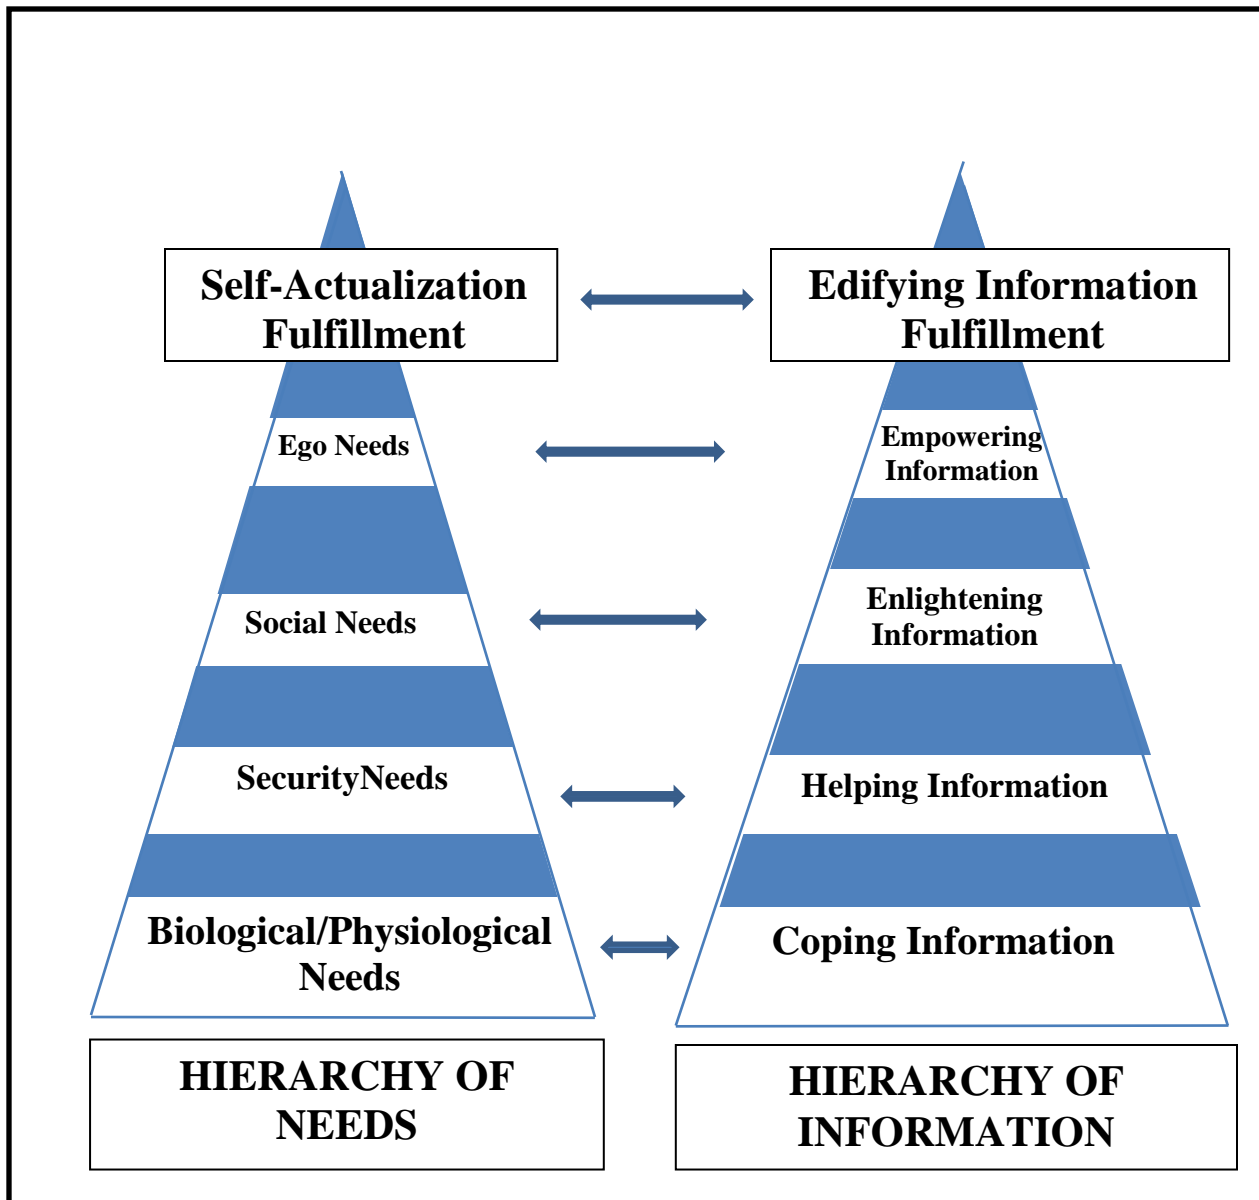 Self-Actualization
Fulfillment
Edifying Information
Fulfillment
Ego Needs
Empowering
Information
Social Needs
Enlightening
Information
SecurityNeeds
Helping Information
Biological/Physiological
Needs
Coping Information
HIERARCHY OF
NEEDS
HIERARCHY OF
INFORMATION